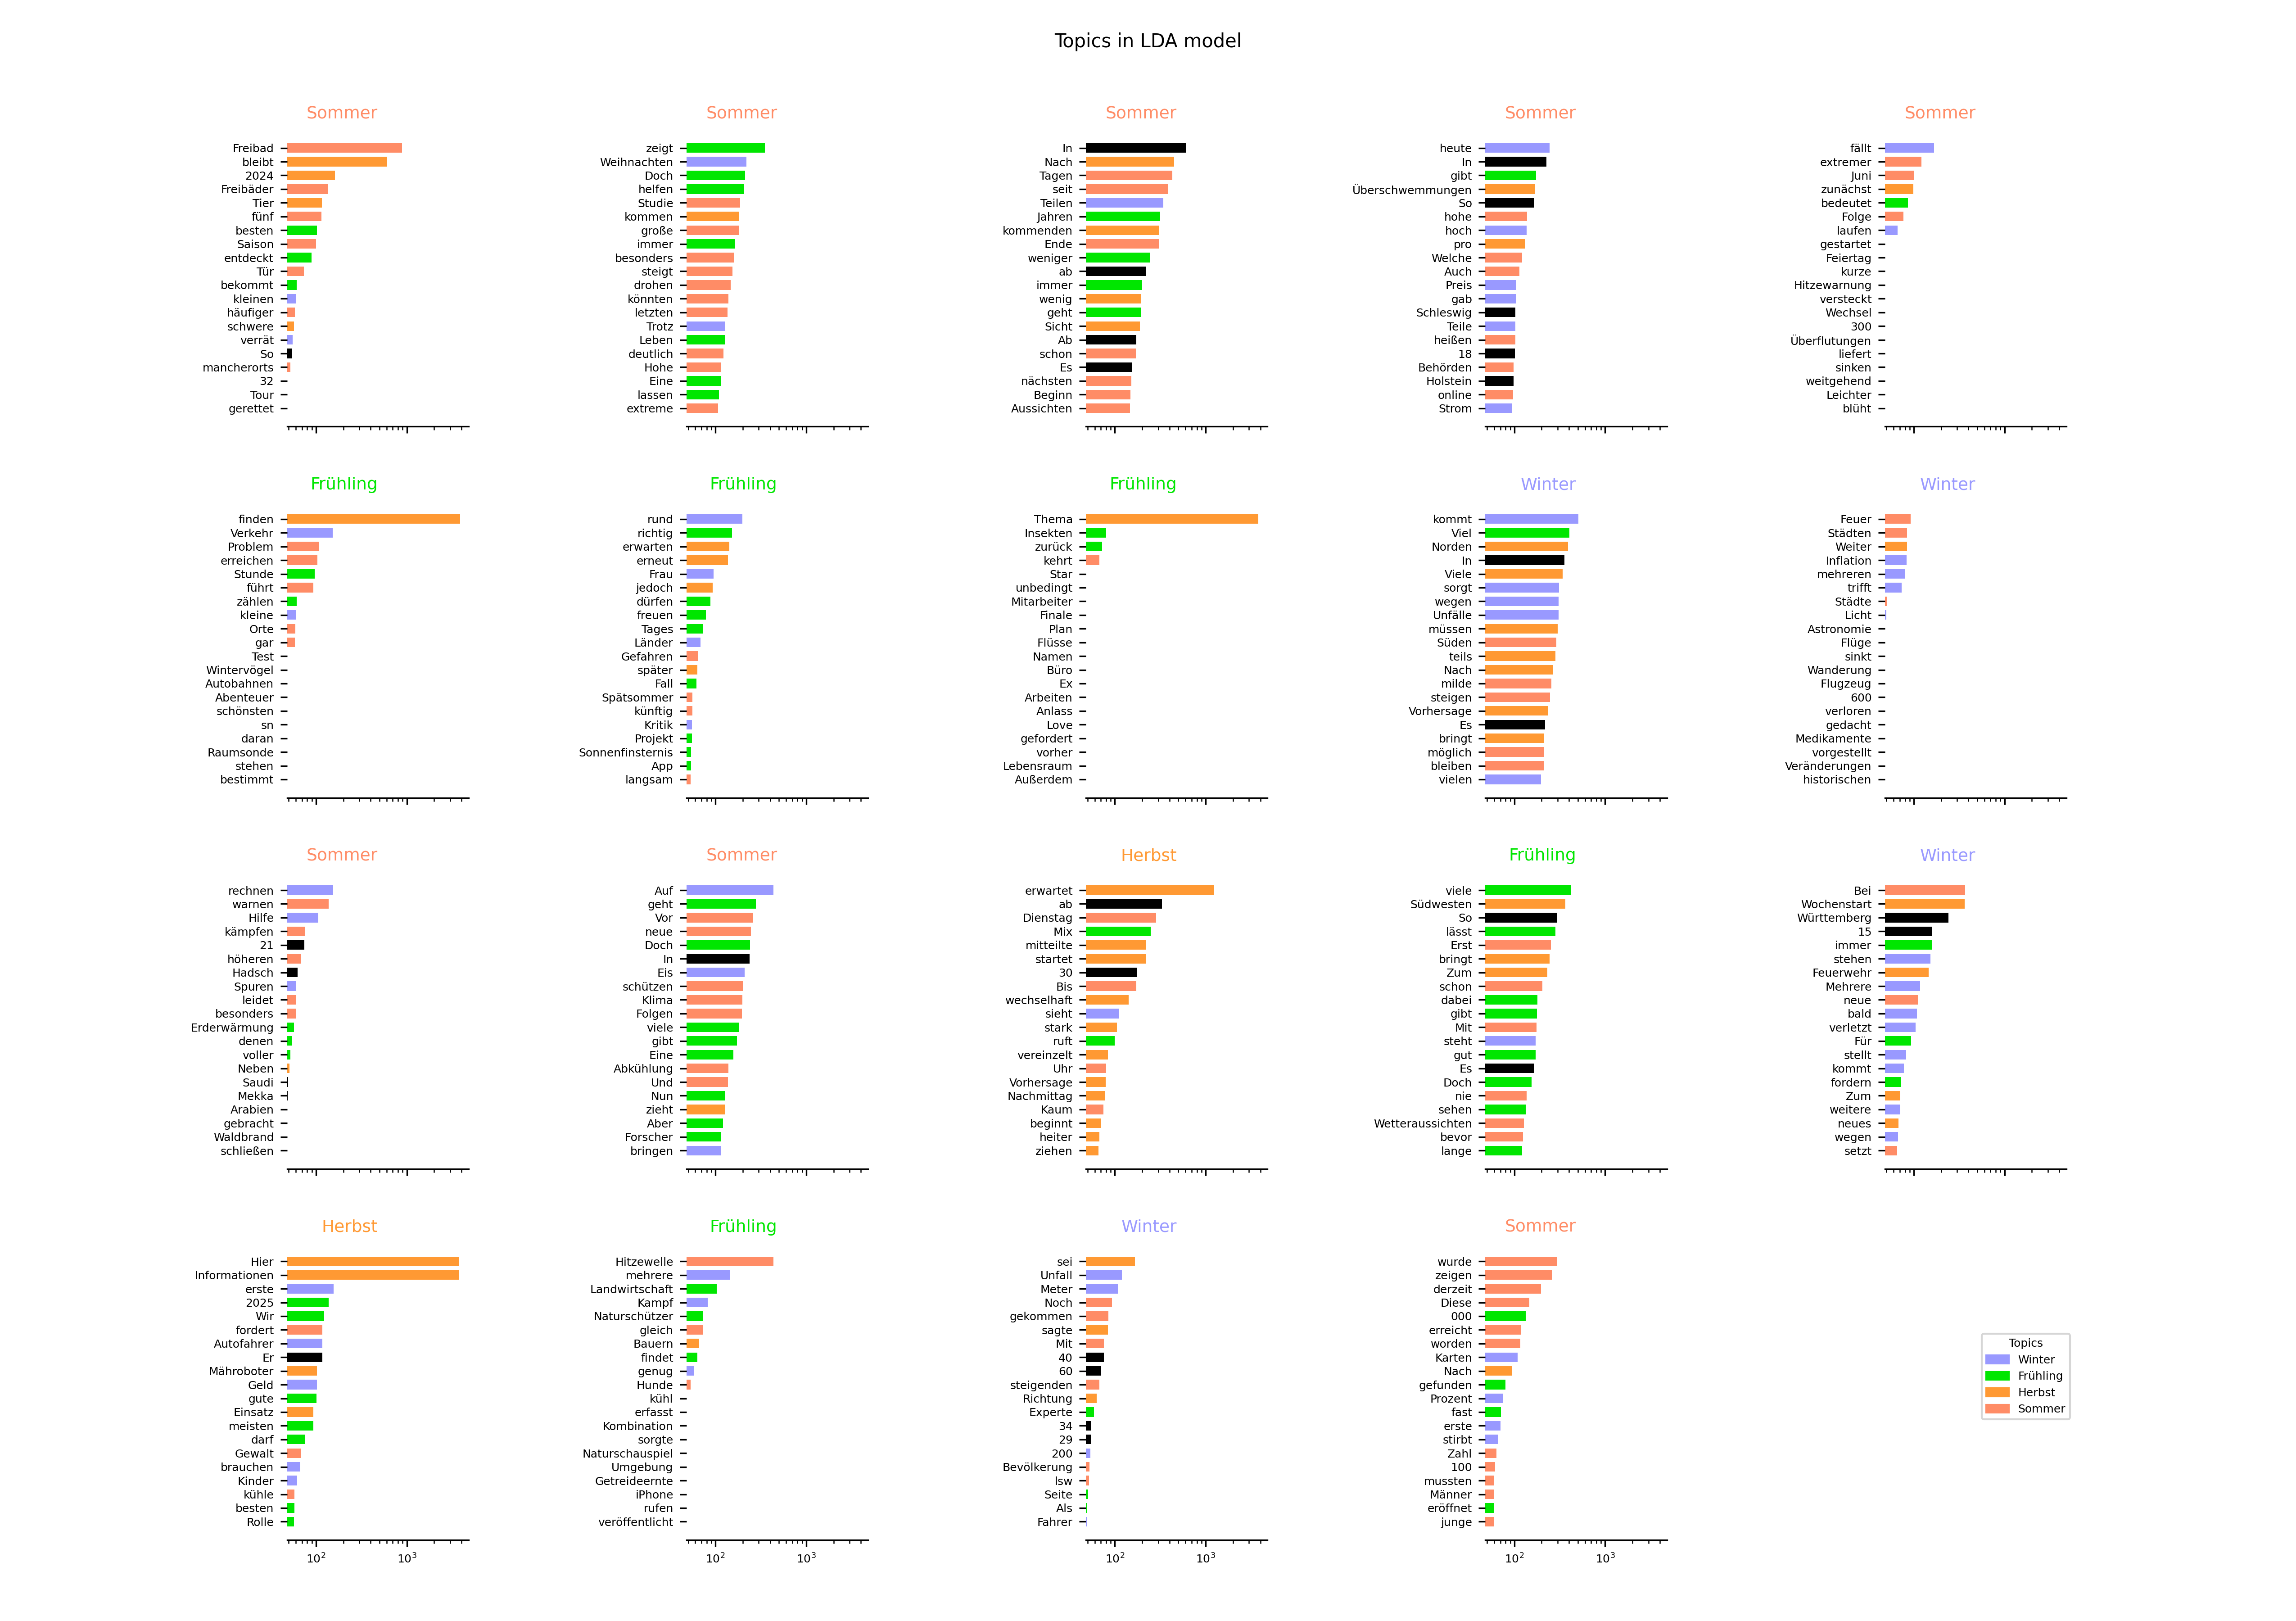 Topics in LDA model
Sommer
Freibad
bleibt
2024
Freibäder
Tier
fünf
besten
Saison
entdeckt
Tür
bekommt
kleinen
häufiger
schwere
verrät
So
mancherorts
32
Tour
gerettet
Sommer
zeigt
Weihnachten
Doch
helfen
Studie
kommen
große
immer
besonders
steigt
drohen
könnten
letzten
Trotz
Leben
deutlich
Hohe
Eine
lassen
extreme
Sommer
In
Nach
Tagen
seit
Teilen
Jahren
kommenden
Ende
weniger
ab
immer
wenig
geht
Sicht
Ab
schon
Es
nächsten
Beginn
Aussichten
Sommer
heute
In
gibt
Überschwemmungen
So
hohe
hoch
pro
Welche
Auch
Preis
gab
Schleswig
Teile
heißen
18
Behörden
Holstein
online
Strom
Sommer
fällt
extremer
Juni
zunächst
bedeutet
Folge
laufen
gestartet
Feiertag
kurze
Hitzewarnung
versteckt
Wechsel
300
Überflutungen
liefert
sinken
weitgehend
Leichter
blüht
Frühling
finden
Verkehr
Problem
erreichen
Stunde
führt
zählen
kleine
Orte
gar
Test
Wintervögel
Autobahnen
Abenteuer
schönsten
sn
daran
Raumsonde
stehen
bestimmt
Frühling
rund
richtig
erwarten
erneut
Frau
jedoch
dürfen
freuen
Tages
Länder
Gefahren
später
Fall
Spätsommer
künftig
Kritik
Projekt
Sonnenfinsternis
App
langsam
Frühling
Thema
Insekten
zurück
kehrt
Star
unbedingt
Mitarbeiter
Finale
Plan
Flüsse
Namen
Büro
Ex
Arbeiten
Anlass
Love
gefordert
vorher
Lebensraum
Außerdem
Winter
kommt
Viel
Norden
In
Viele
sorgt
wegen
Unfälle
müssen
Süden
teils
Nach
milde
steigen
Vorhersage
Es
bringt
möglich
bleiben
vielen
Winter
Feuer
Städten
Weiter
Inflation
mehreren
trifft
Städte
Licht
Astronomie
Flüge
sinkt
Wanderung
Flugzeug
600
verloren
gedacht
Medikamente
vorgestellt
Veränderungen
historischen
Sommer
rechnen
warnen
Hilfe
kämpfen
21
höheren
Hadsch
Spuren
leidet
besonders
Erderwärmung
denen
voller
Neben
Saudi
Mekka
Arabien
gebracht
Waldbrand
schließen
Sommer
Auf
geht
Vor
neue
Doch
In
Eis
schützen
Klima
Folgen
viele
gibt
Eine
Abkühlung
Und
Nun
zieht
Aber
Forscher
bringen
Herbst
erwartet
ab
Dienstag
Mix
mitteilte
startet
30
Bis
wechselhaft
sieht
stark
ruft
vereinzelt
Uhr
Vorhersage
Nachmittag
Kaum
beginnt
heiter
ziehen
Frühling
viele
Südwesten
So
lässt
Erst
bringt
Zum
schon
dabei
gibt
Mit
steht
gut
Es
Doch
nie
sehen
Wetteraussichten
bevor
lange
Winter
Bei
Wochenstart
Württemberg
15
immer
stehen
Feuerwehr
Mehrere
neue
bald
verletzt
Für
stellt
kommt
fordern
Zum
weitere
neues
wegen
setzt
Herbst
Hier
Informationen
erste
2025
Wir
fordert
Autofahrer
Er
Mähroboter
Geld
gute
Einsatz
meisten
darf
Gewalt
brauchen
Kinder
kühle
besten
Rolle
10² 10³
Frühling
Hitzewelle
mehrere
Landwirtschaft
Kampf
Naturschützer
gleich
Bauern
findet
genug
Hunde
kühl
erfasst
Kombination
sorgte
Naturschauspiel
Umgebung
Getreideernte
iPhone
rufen
veröffentlicht
10² 10³
Winter
sei
Unfall
Meter
Noch
gekommen
sagte
Mit
40
60
steigenden
Richtung
Experte
34
29
200
Bevölkerung
lsw
Seite
Als
Fahrer
10² 10³
Sommer
wurde
zeigen
derzeit
Diese
000
erreicht
worden
Karten
Nach
gefunden
Prozent
fast
erste
stirbt
Zahl
100
mussten
Männer
eröffnet
junge
10² 10³
Topics
Winter
Frühling
Herbst
Sommer